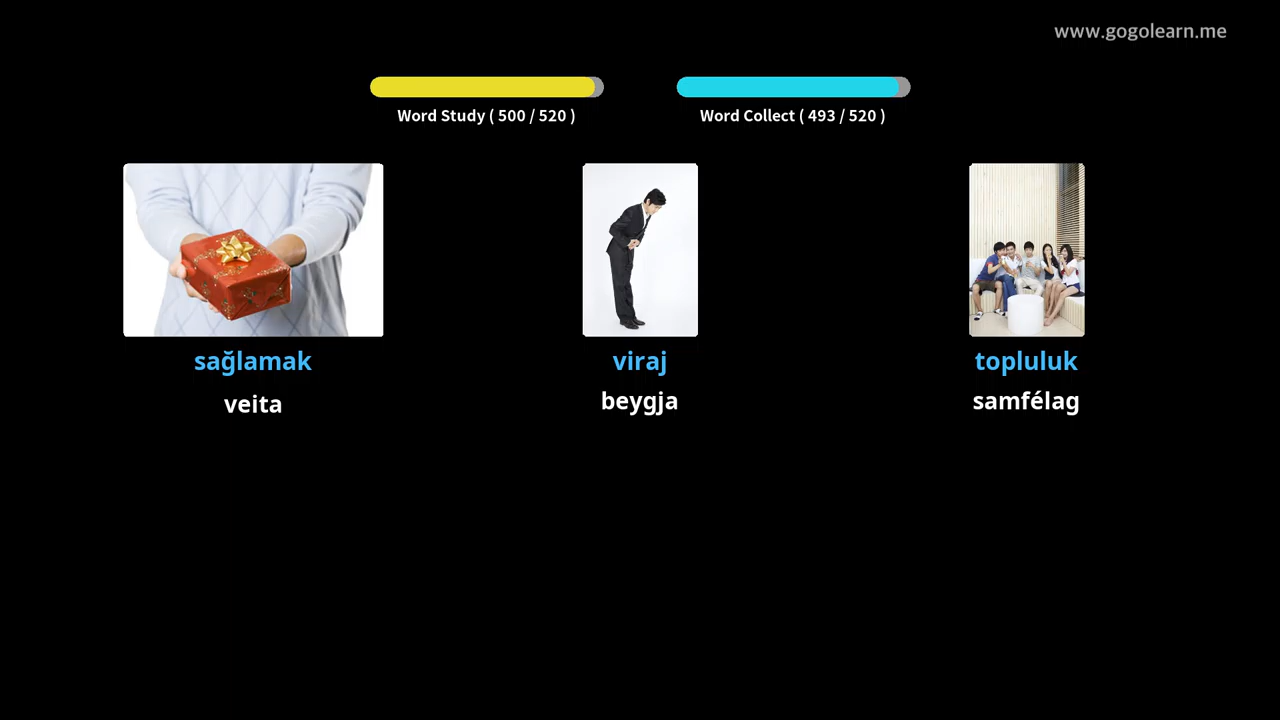 www.gogolearn.me
Word Study ( 500 / 520 )
Word Collect ( 493 / 520 )
sağlamak
viraj
topluluk
veita
beygja
samfélag